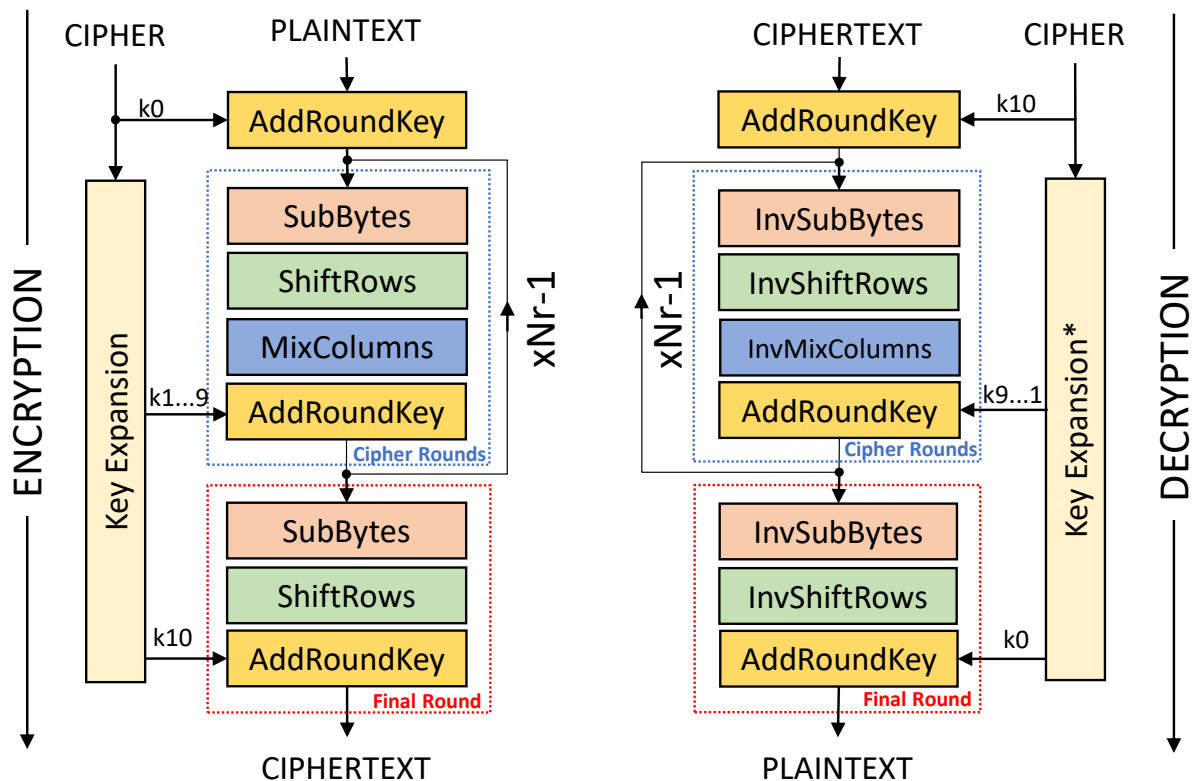 ENCRYPTION
CIPHER
PLAINTEXT
k0
AddRoundKey
SubBytes
ShiftRows
MixColumns
k1...9
AddRoundKey
Cipher Rounds
xNr-1
Key Expansion
SubBytes
ShiftRows
k10
AddRoundKey
Final Round
CIPHERTEXT
CIPHERTEXT
CIPHER
AddRoundKey
k10
InvSubBytes
InvShiftRows
InvMixColumns
AddRoundKey
k9...1
Cipher Rounds
xNr-1
Key Expansion*
InvSubBytes
InvShiftRows
AddRoundKey
k0
Final Round
PLAINTEXT
DECRYPTION